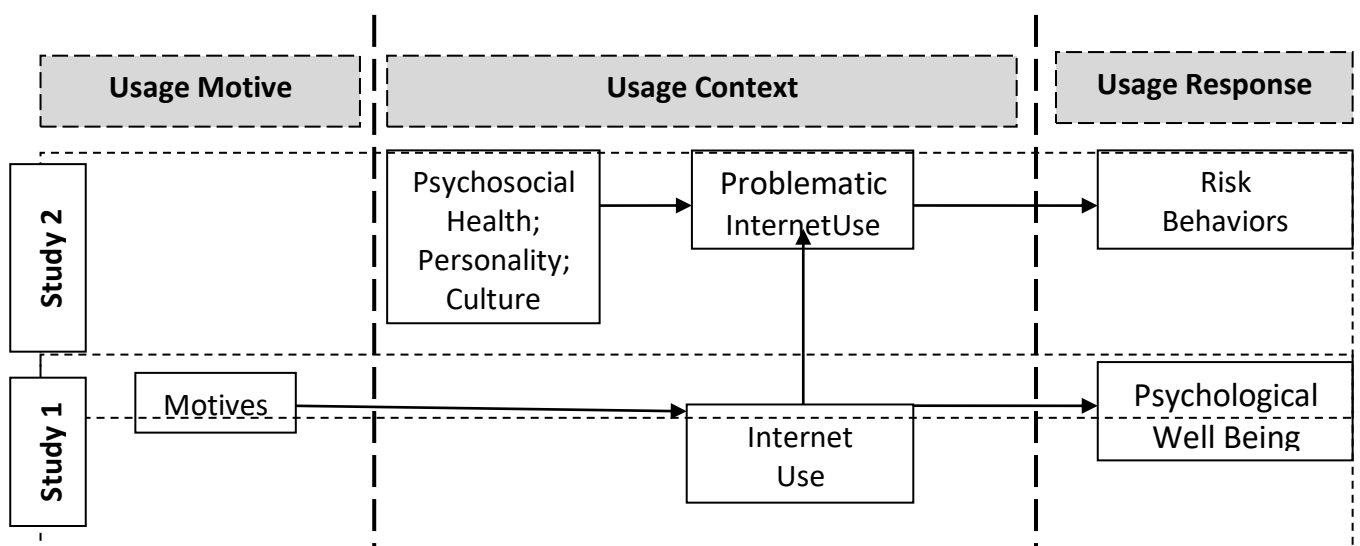 Usage Motive
Usage Context
Usage Response
Study 2
Psychosocial
Health;
Personality;
Culture
Problematic
InternetUse
Risk
Behaviors
Study 1
Motives
Internet
Use
Psychological
Well Being